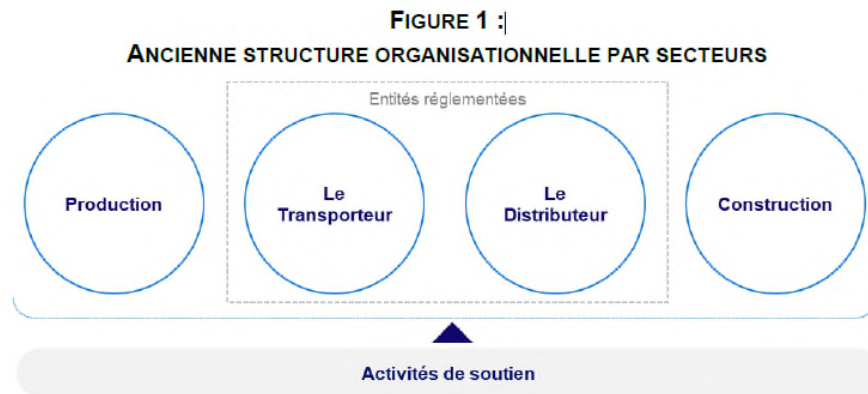 FIGURE 1 :
ANCIENNE STRUCTURE ORGANISATIONNELLE PAR SECTEURS
Entités réglementées
Production
Le
Transporteur
Le
Distributeur
Construction
Activités de soutien